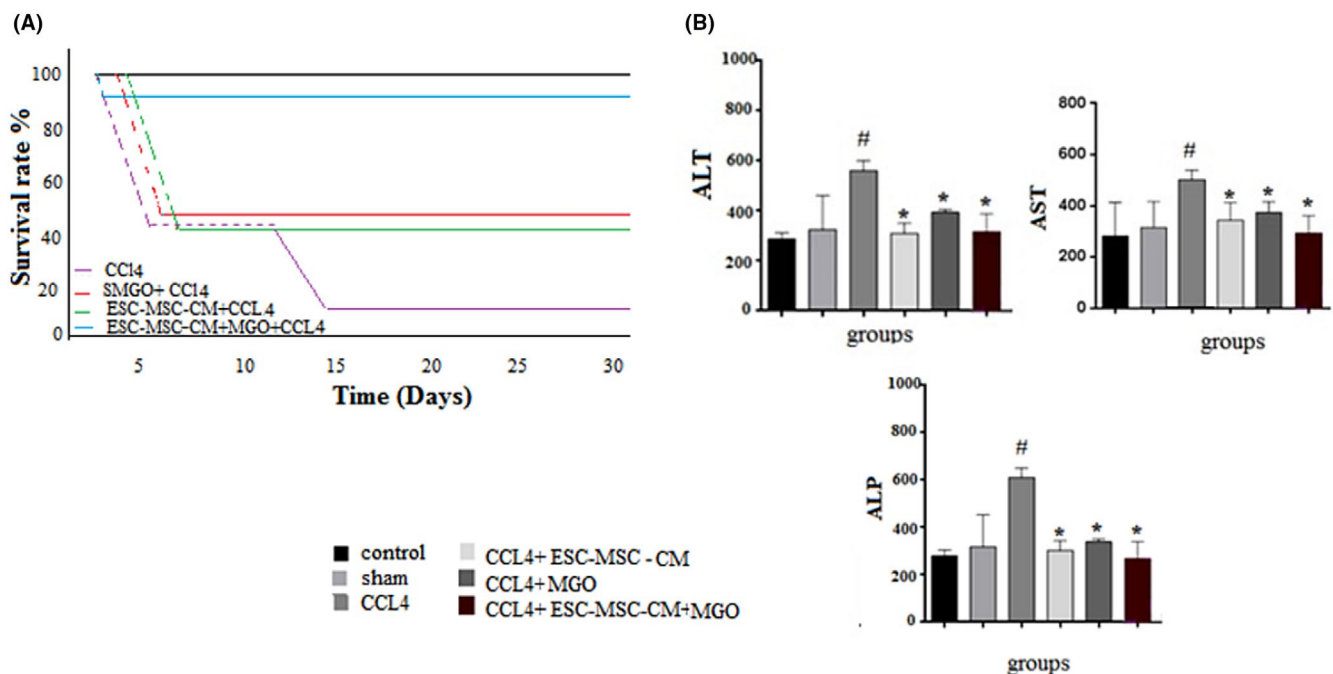 (A)
100
80
60
40
20
0
Survival rate %
CCl4
SMGO+ CCl4
ESC-MSC-CM+CCL4
ESC-MSC-CM+MGO+CCL4
5 10 15 20 25 30
Time (Days)
(B)
1000
800
600
400
200
0
ALT
#
*
*
*
groups
800
600
400
200
0
AST
#
*
*
*
groups
1000
800
600
400
200
0
ALP
#
*
*
*
groups
control
sham
CCL4
CCL4+ ESC-MSC - CM
CCL4+MGO
CCL4+ ESC-MSC-CM+MGO